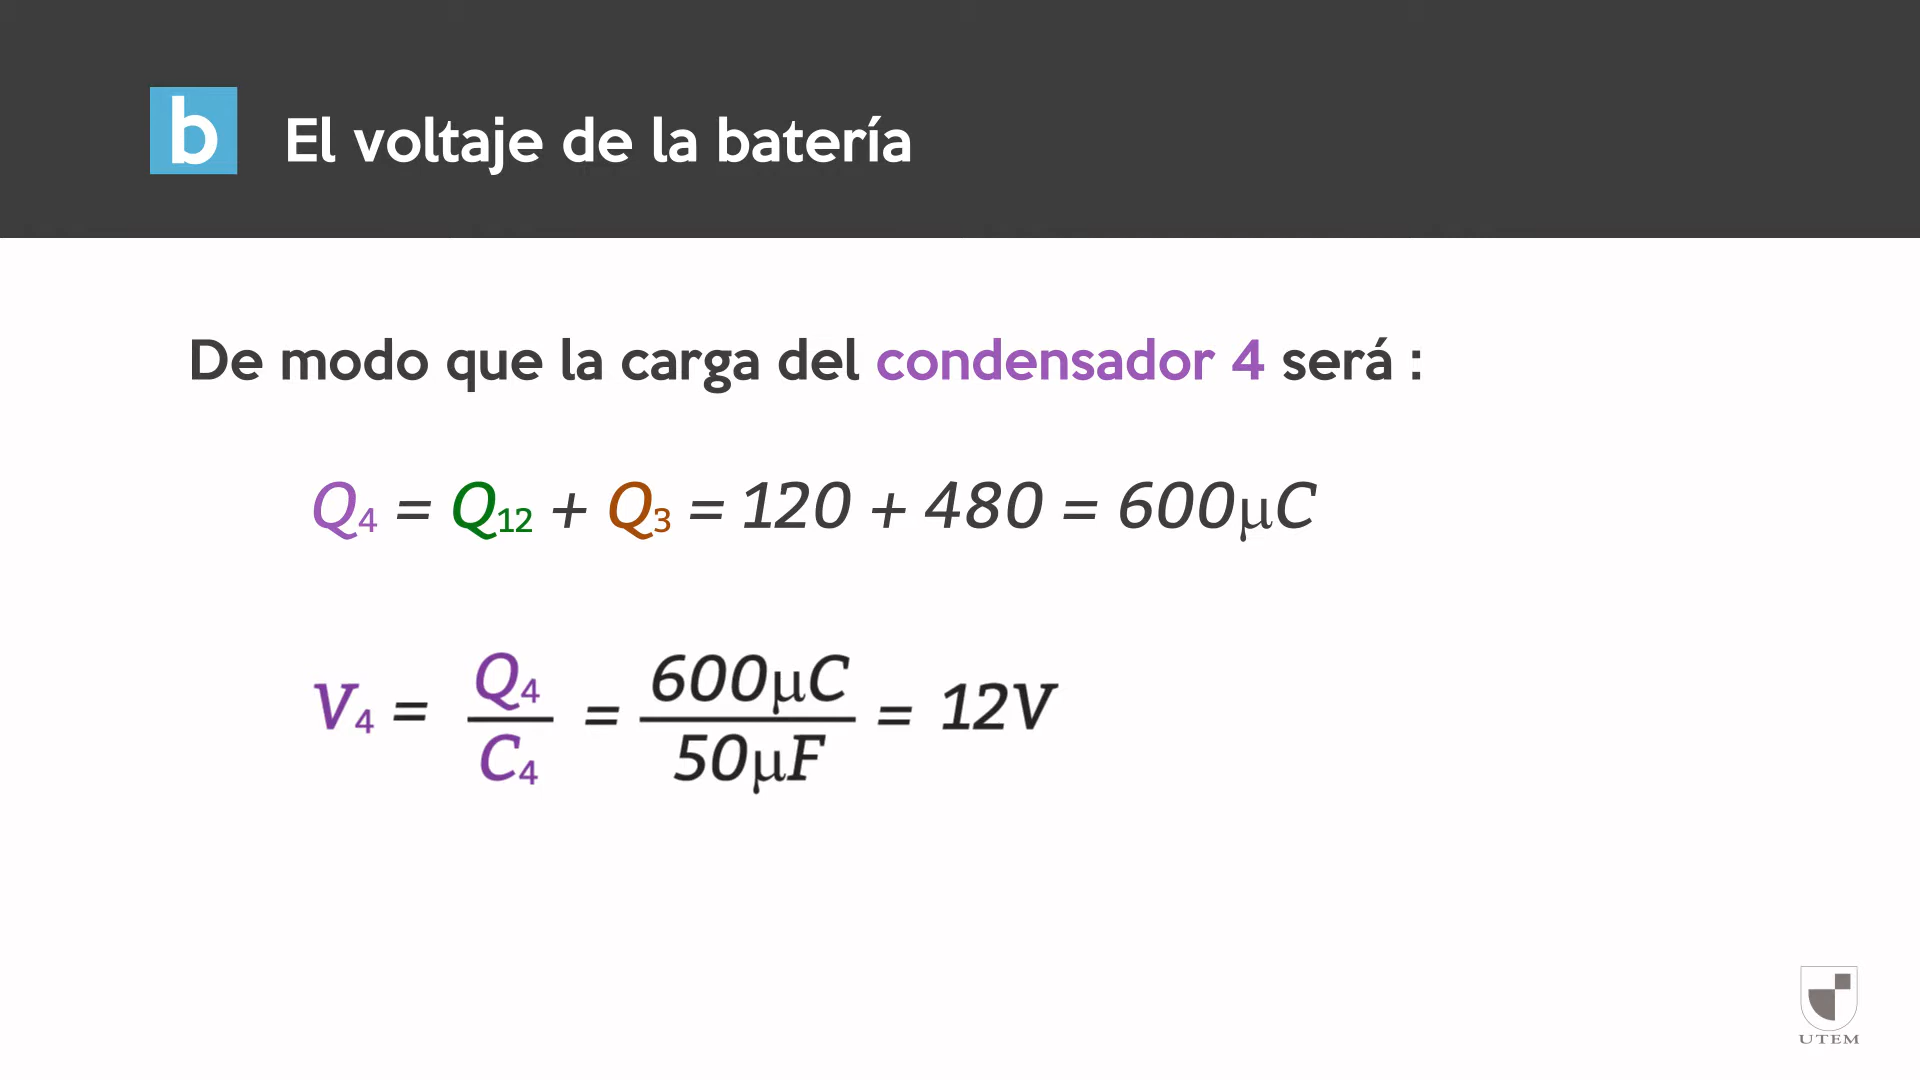 b El voltaje de la batería
De modo que la carga del condensador 4 será :
Q₄ = Q₁₂ + Q₃ = 120 + 480 = 600μC
V₄ = Q₄/C₄ = 600μC/50μF = 12V
UTEM